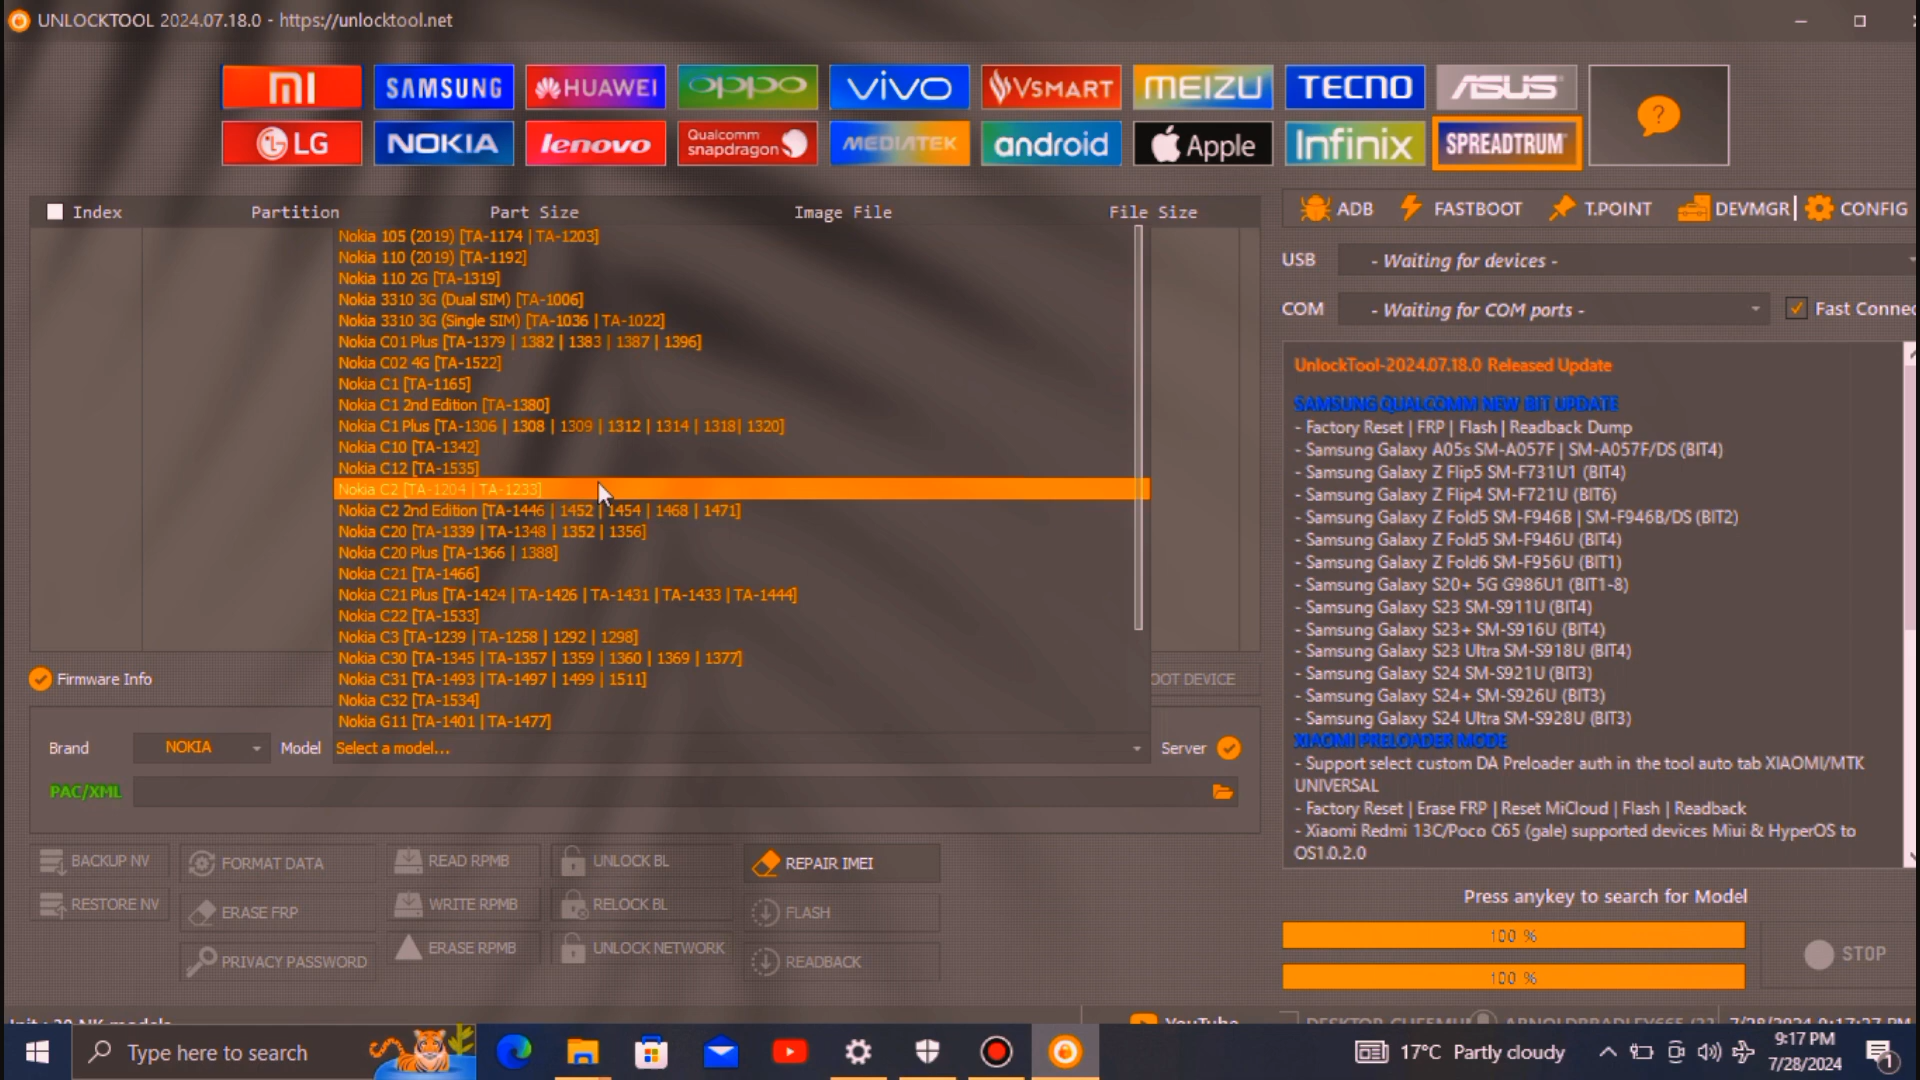 UNLOCKTOOL 2024.07.18.0 - https://unlocktool.net
SAMSUNG HUAWEI oppo vivo VSMART MEIZU TECNO ASUS
LG NOKIA lenovo Qualcomm snapdragon MEDIATEK android Apple Infinix SPREADTRUM
Index Partition Part Size Image File File Size
ADB FASTBOOT T.POINT DEVMGR CONFIG
Nokia 105 (2019) [TA-1174 | TA-1203]
Nokia 110 (2019) [TA-1192]
Nokia 110 2G [TA-1319]
Nokia 3310 3G (Dual SIM) [TA-1006]
Nokia 3310 3G (Single SIM) [TA-1036 | TA-1022]
Nokia C01 Plus [TA-1379 | 1382 | 1383 | 1387 | 1396]
Nokia C02 4G [TA-1522]
Nokia C1 [TA-1165]
Nokia C1 2nd Edition [TA-1380]
Nokia C1 Plus [TA-1306 | 1308 | 1309 | 1312 | 1314 | 1318| 1320]
Nokia C10 [TA-1342]
Nokia C12 [TA-1535]
Nokia C2 [TA-1204 | TA-1233]
Nokia C2 2nd Edition [TA-1446 | 1452 | 1454 | 1468 | 1471]
Nokia C20 [TA-1339 | TA-1348 | 1352 | 1356]
Nokia C20 Plus [TA-1366 | 1388]
Nokia C21 [TA-1466]
Nokia C21 Plus [TA-1424 | TA-1426 | TA-1431 | TA-1433 | TA-1444]
Nokia C22 [TA-1533]
Nokia C3 [TA-1239 | TA-1258 | 1292 | 1298]
Nokia C30 [TA-1345 | TA-1357 | 1359 | 1360 | 1369 | 1377]
Nokia C31 [TA-1493 | TA-1497 | 1499 | 1511]
Nokia C32 [TA-1534]
Nokia G11 [TA-1401 | TA-1477]
Firmware Info
OOT DEVICE
Brand NOKIA Model Select a model... Server
PAC/XML
BACKUP NV FORMAT DATA READ RPMB UNLOCK BL REPAIR IMEI
RESTORE NV ERASE FRP WRITE RPMB RELOCK BL FLASH
PRIVACY PASSWORD ERASE RPMB UNLOCK NETWORK READBACK
USB - Waiting for devices -
COM - Waiting for COM ports - Fast Connec
UnlockTool-2024.07.18.0 Released Update
SAMSUNG QUALCOMM NEW BIT UPDATE
- Factory Reset | FRP | Flash | Readback Dump
- Samsung Galaxy A05s SM-A057F | SM-A057F/DS (BIT4)
- Samsung Galaxy Z Flip5 SM-F731U1 (BIT4)
- Samsung Galaxy Z Flip4 SM-F721U (BIT6)
- Samsung Galaxy Z Fold5 SM-F946B | SM-F946B/DS (BIT2)
- Samsung Galaxy Z Fold5 SM-F946U (BIT4)
- Samsung Galaxy Z Fold6 SM-F956U (BIT1)
- Samsung Galaxy S20+ 5G G986U1 (BIT1-8)
- Samsung Galaxy S23 SM-S911U (BIT4)
- Samsung Galaxy S23+ SM-S916U (BIT4)
- Samsung Galaxy S23 Ultra SM-S918U (BIT4)
- Samsung Galaxy S24 SM-S921U (BIT3)
- Samsung Galaxy S24+ SM-S926U (BIT3)
- Samsung Galaxy S24 Ultra SM-S928U (BIT3)
XIAOMI PRELOADER MODE
- Support select custom DA Preloader auth in the tool auto tab XIAOMI/MTK
UNIVERSAL
- Factory Reset | Erase FRP | Reset MiCloud | Flash | Readback
- Xiaomi Redmi 13C/Poco C65 (gale) supported devices Miui & HyperOS to
OS1.0.2.0
Press anykey to search for Model
100 %
100 %
STOP
YouTube
Type here to search
17°C Partly cloudy
9:17 PM
7/28/2024
1